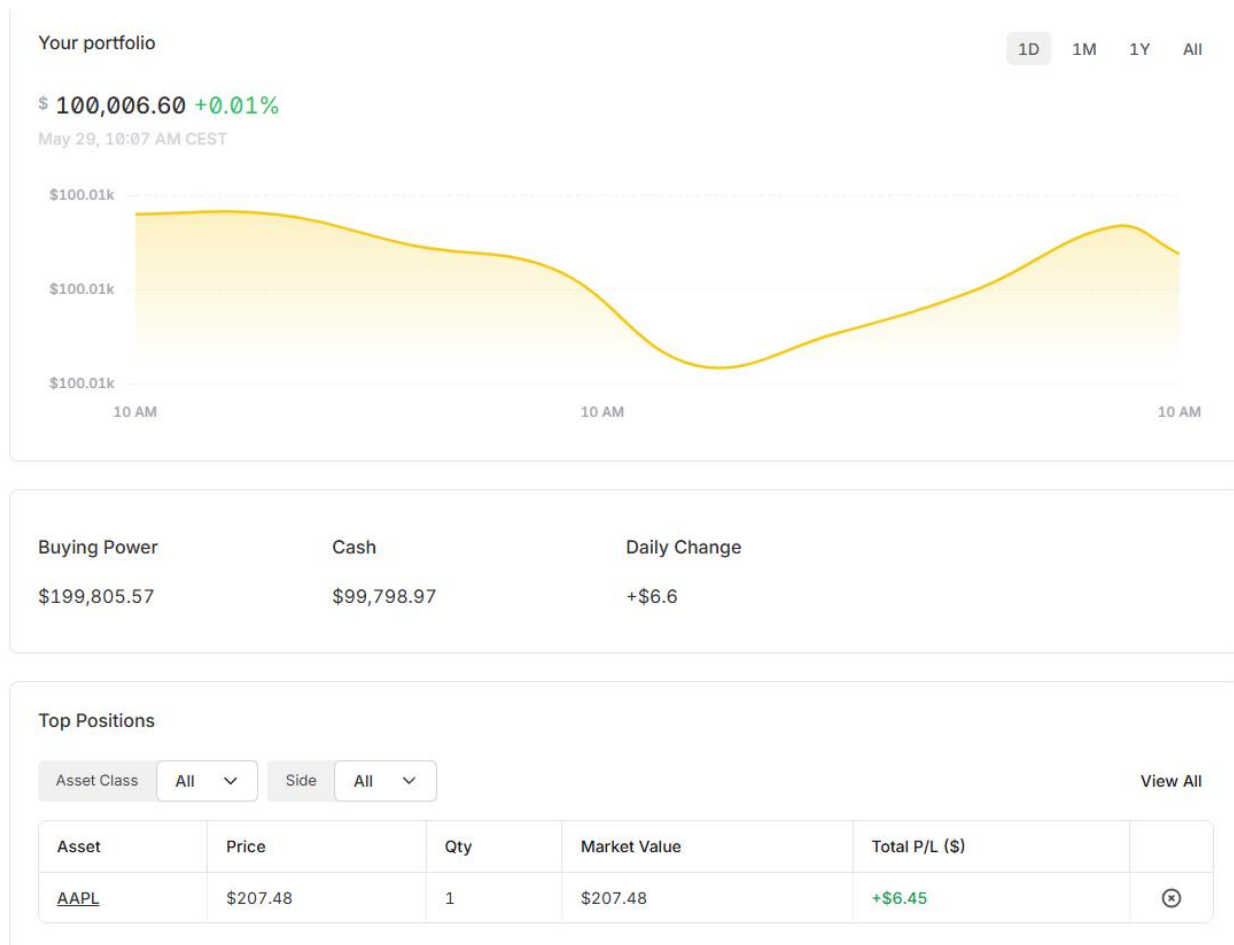 Your portfolio
1D 1M 1Y All
$ 100,006.60 +0.01%
May 29, 10:07 AM CEST
$100.01k
$100.01k
$100.01k
10 AM 10 AM 10 AM
Buying Power Cash Daily Change
$199,805.57 $99,798.97 +$6.6
Top Positions
Asset Class All Side All View All
Asset Price Qty Market Value Total P/L ($)
AAPL $207.48 1 $207.48 +$6.45